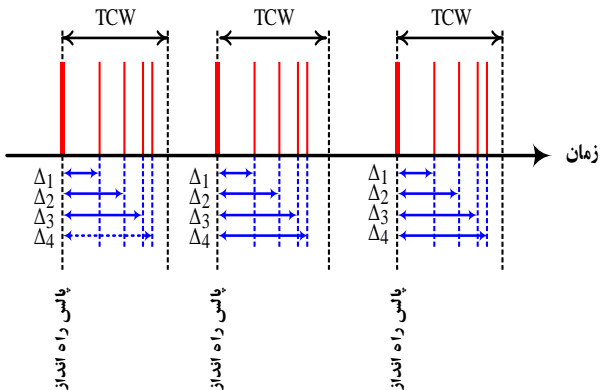 TCW TCW TCW
زمان
Δ1 Δ1 Δ1
Δ2 Δ2 Δ2
Δ3 Δ3 Δ3
Δ4 Δ4 Δ4
پالس راه انداز
پالس راه انداز
پالس راه انداز